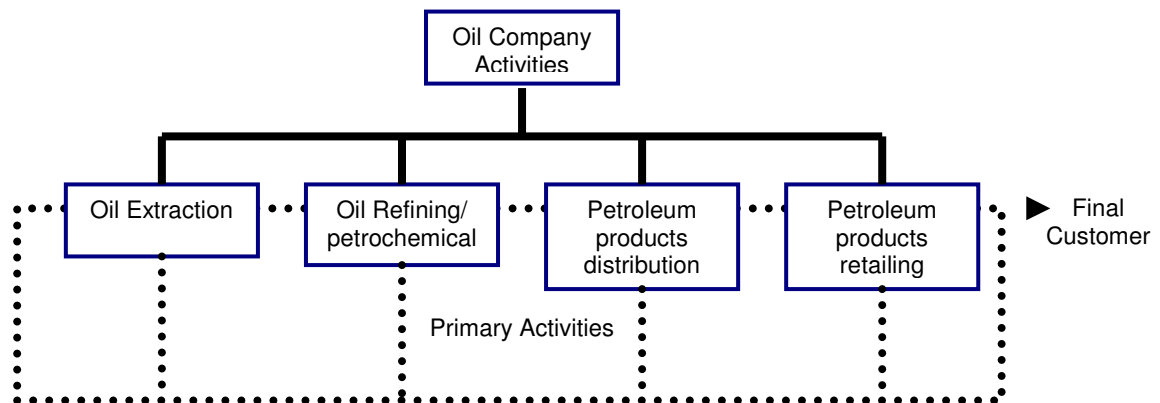 Oil Company
Activities
Oil Extraction
Oil Refining/
petrochemical
Petroleum
products
distribution
Petroleum
products
retailing
Final
Customer
Primary Activities